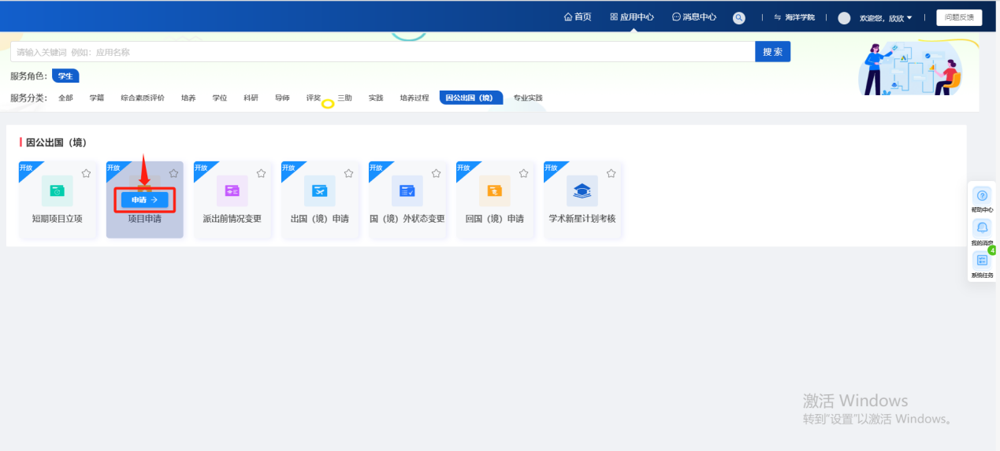 首页 应用中心 消息中心 海洋学院 欢迎您，欣欣 问题反馈
请输入关键词 例如：应用名称 搜索
服务角色： 学生
服务分类： 全部 学籍 综合素质评价 培养 学位 科研 导师 评奖 三助 实践 培养过程 因公出国（境） 专业实践
因公出国（境）
开放 开放 开放 开放 开放 开放 开放
申请 →
短期项目立项 项目申请 派出前情况变更 出国（境）申请 国（境）外状态变更 回国（境）申请 学术新星计划考核
帮助中心
我的消息
4
系统任务
激活 Windows
转到"设置"以激活 Windows。